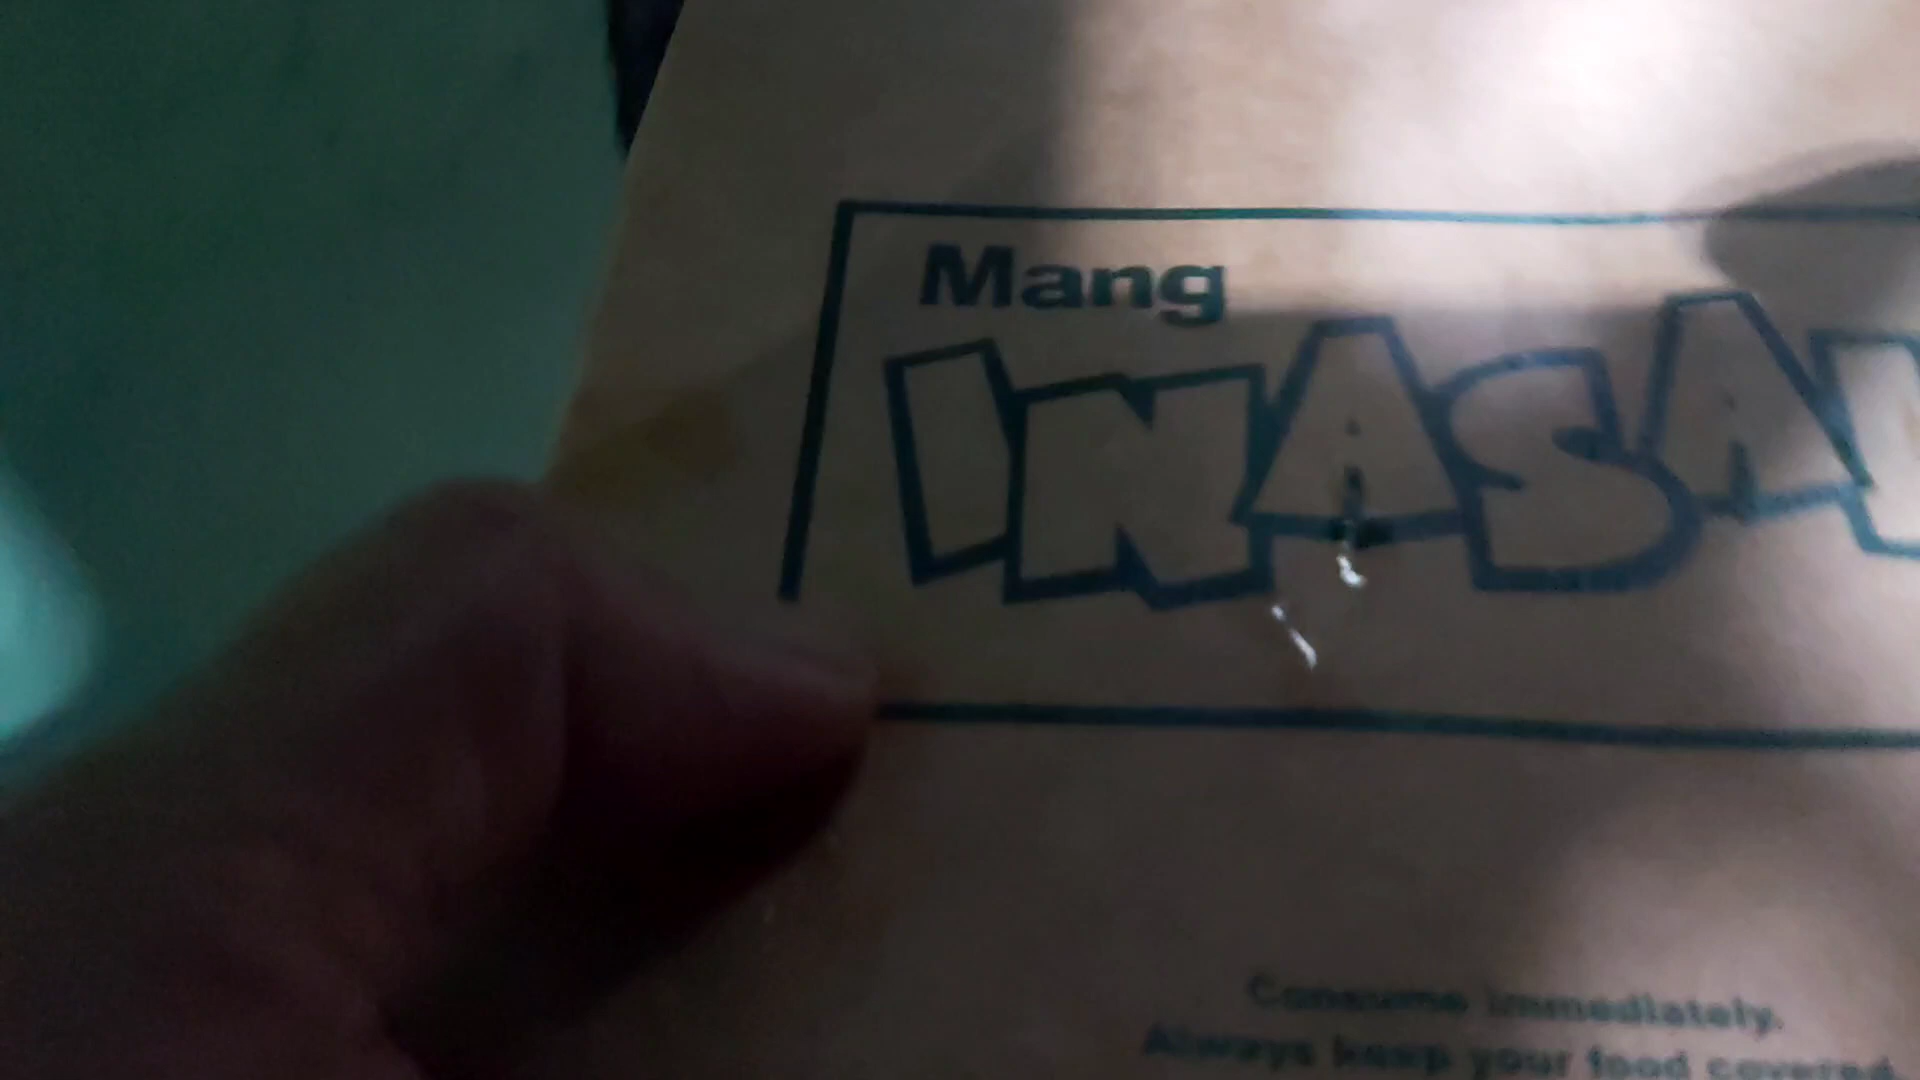 Mang
INASA
Consume immediately.
Always keep your food covered.